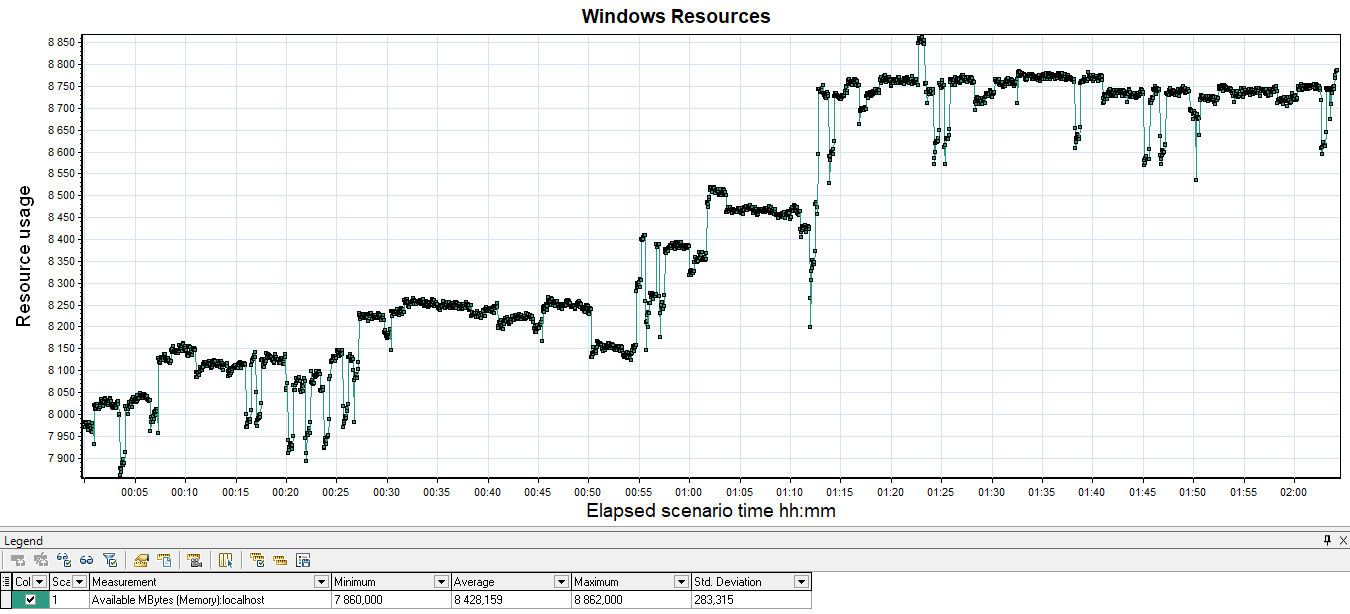 Windows Resources
8 850
8 800
8 750
8 700
8 650
8 600
8 550
8 500
8 450
8 400
8 350
8 300
8 250
8 200
8 150
8 100
8 050
8 000
7 950
7 900
Resource usage
00:05 00:10 00:15 00:20 00:25 00:30 00:35 00:40 00:45 00:50 00:55 01:00 01:05 01:10 01:15 01:20 01:25 01:30 01:35 01:40 01:45 01:50 01:55 02:00
Elapsed scenario time hh:mm
Legend
Col Sca Measurement Minimum Average Maximum Std. Deviation
1 Available MBytes (Memory):localhost 7 860,000 8 428,159 8 862,000 283,315